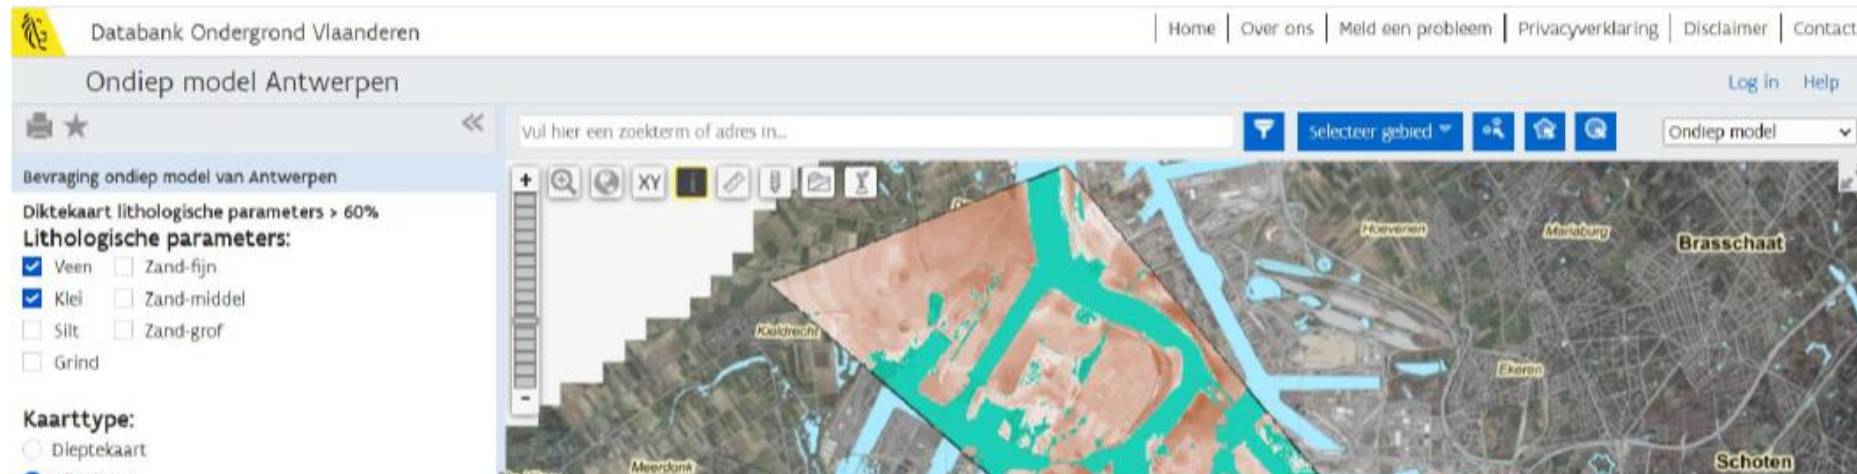 Databank Ondergrond Vlaanderen
Home
Over ons
Meld een probleem
Privacyverklaring
Disclaimer
Contact
Ondiep model Antwerpen
Log in
Help
Vul hier een zoekterm of adres in...
Selecteer gebied
Ondiep model
Bevraging ondiep model van Antwerpen
Diktekaart lithologische parameters > 60%
Lithologische parameters:
Veen
Zand-fijn
Klei
Zand-middel
Silt
Zand-grof
Grind
Kaarttype:
Dieptekaart
+
XY
-
Hoevenen
Mariaburg
Brasschaat
Kieldrecht
Ekeren
Meerdonk
Schoten